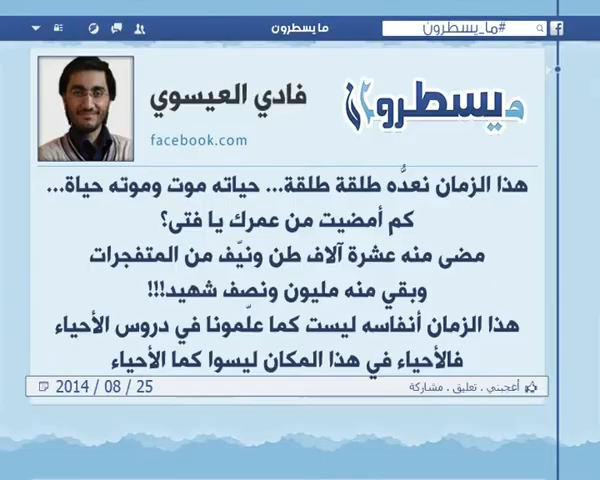 #ما_يسطرون
ما يسطرون
ما يسطرون
فادي العيسوي
facebook.com
هذا الزمان نعدُّه طلقة طلقة... حياته موت وموته حياة...
كم أمضيت من عمرك يا فتى؟
مضى منه عشرة آلاف طن ونيّف من المتفجرات
وبقي منه مليون ونصف شهيد!!!
هذا الزمان أنفاسه ليست كما علّمونا في دروس الأحياء
فالأحياء في هذا المكان ليسوا كما الأحياء
أعجبني . تعليق . مشاركة
2014 / 08 / 25